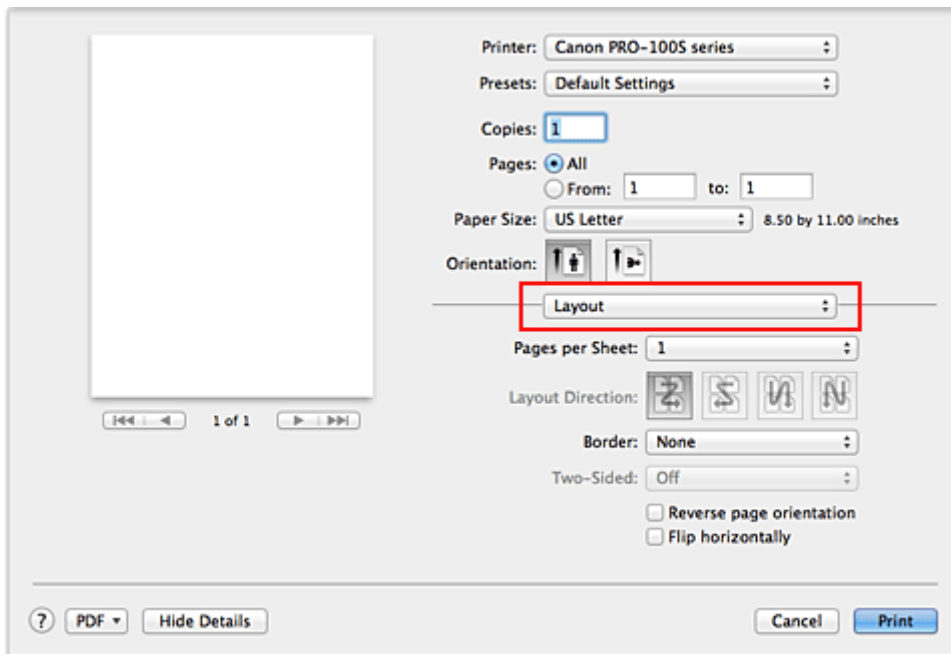 Printer: Canon PRO-100S series
Presets: Default Settings
Copies: 1
Pages: All
From: 1 to: 1
Paper Size: US Letter 8.50 by 11.00 inches
Orientation:
Layout
Pages per Sheet: 1
Layout Direction:
1 of 1
Border: None
Two-Sided: Off
Reverse page orientation
Flip horizontally
? PDF Hide Details Cancel Print